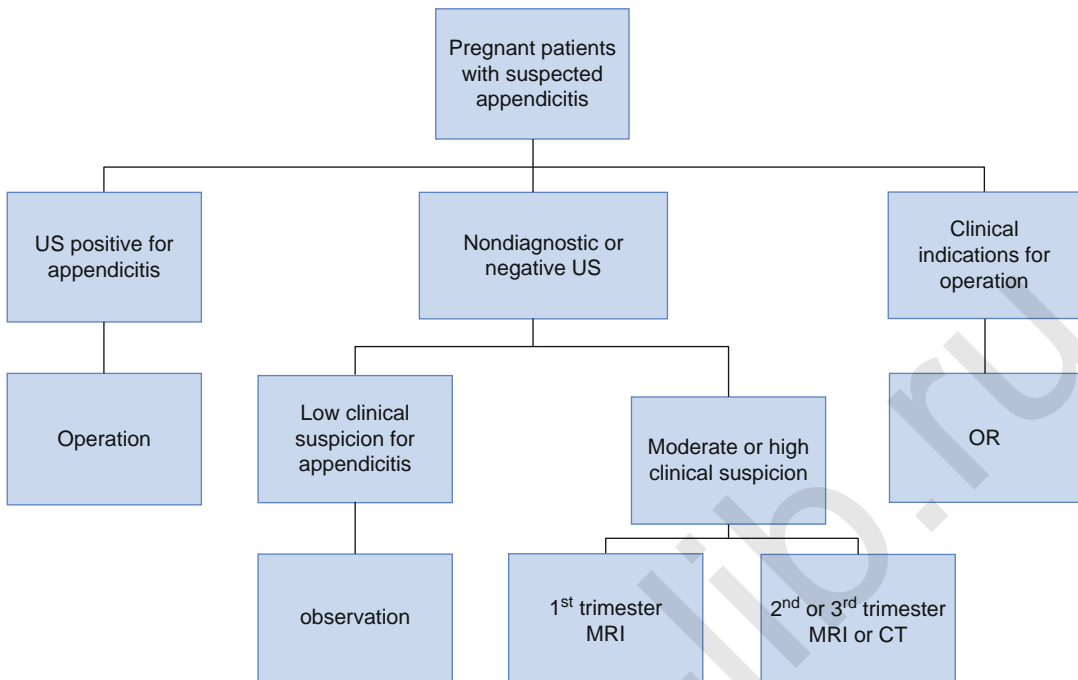 Pregnant patients
with suspected
appendicitis
US positive for
appendicitis
Nondiagnostic or
negative US
Clinical
indications for
operation
Operation
Low clinical
suspicion for
appendicitis
Moderate or high
clinical suspicion
OR
observation
1st trimester
MRI
2nd or 3rd trimester
MRI or CT
lib.ru